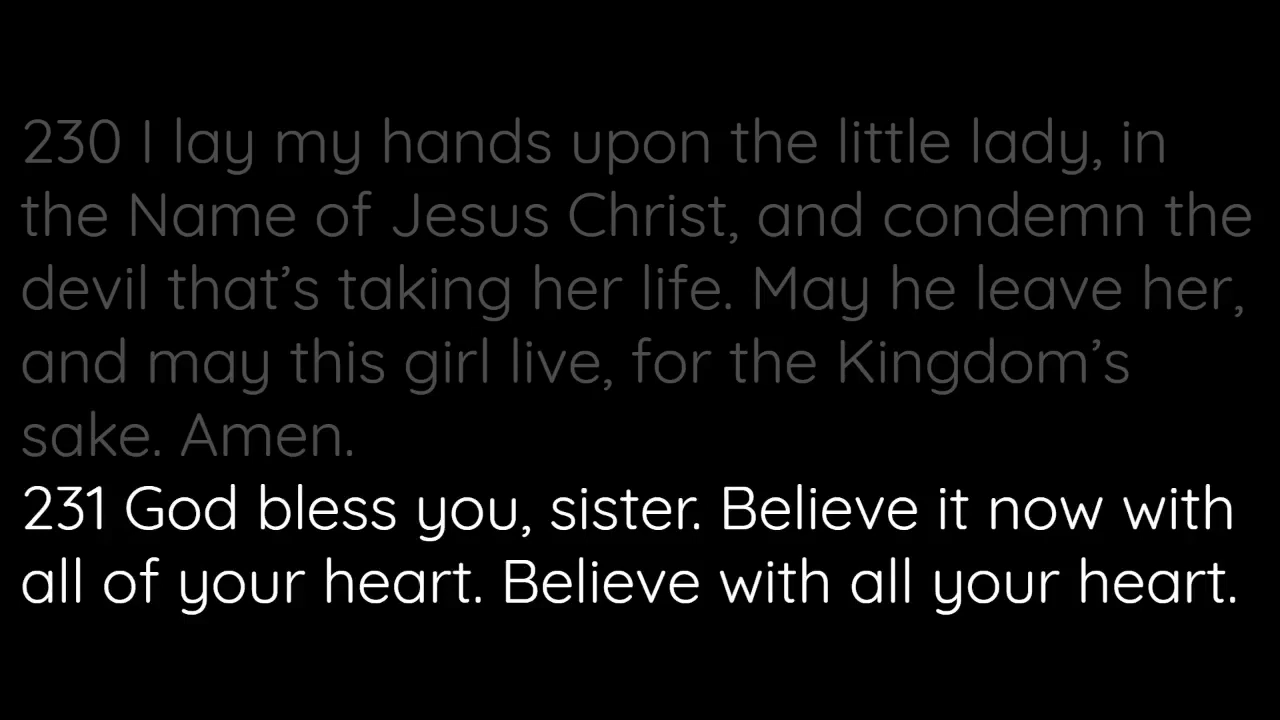 230 I lay my hands upon the little lady, in
the Name of Jesus Christ, and condemn the
devil that’s taking her life. May he leave her,
and may this girl live, for the Kingdom’s
sake. Amen.
231 God bless you, sister. Believe it now with
all of your heart. Believe with all your heart.